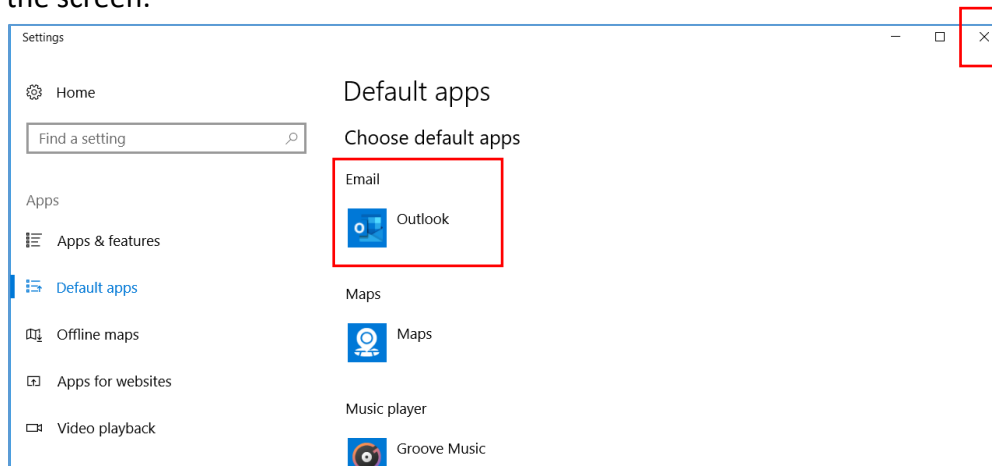 the screen.
Settings
Home
Default apps
Find a setting
Choose default apps
Email
Outlook
Apps
Apps & features
Default apps
Maps
Offline maps
Maps
Apps for websites
Music player
Video playback
Groove Music